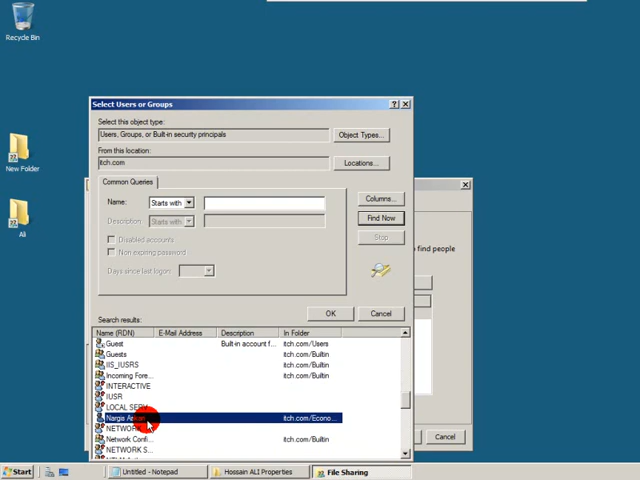 Recycle Bin
New Folder
Ali
Select Users or Groups
Select this object type:
Users, Groups, or Built-in security principals
Object Types...
From this location:
itch.com
Locations...
Common Queries
Name: Starts with
Columns...
Description: Starts with
Find Now
Stop
Disabled accounts
Non expiring password
Days since last logon:
to find people
OK
Cancel
Search results:
Name (RDN) E-Mail Address Description In Folder
Guest Built-in account f... itch.com/Users
Guests itch.com/Builtin
IIS_IUSRS itch.com/Builtin
Incoming Fore... itch.com/Builtin
INTERACTIVE
IUSR
LOCAL SERV...
Nargis itch.com/Econo...
NETWORK
Network Confi... itch.com/Builtin
NETWORK S...
Cancel
Start
Untitled - Notepad
Hossain ALI Properties
File Sharing